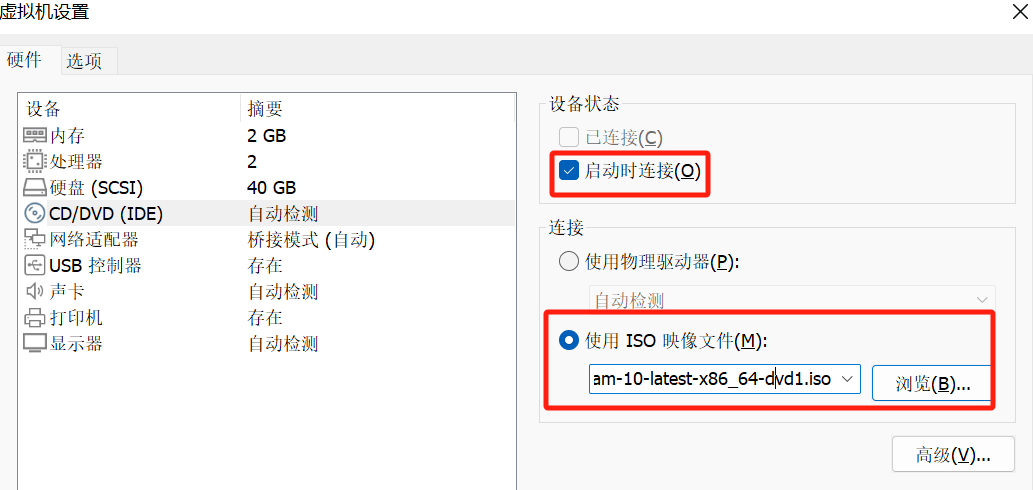 虚拟机设置
硬件 选项
设备 摘要
内存 2 GB
处理器 2
硬盘 (SCSI) 40 GB
CD/DVD (IDE) 自动检测
网络适配器 桥接模式 (自动)
USB 控制器 存在
声卡 自动检测
打印机 存在
显示器 自动检测
设备状态
已连接(C)
启动时连接(O)
连接
使用物理驱动器(P):
自动检测
使用 ISO 映像文件(M):
am-10-latest-x86_64-dvd1.iso 浏览(B)...
高级(V)...